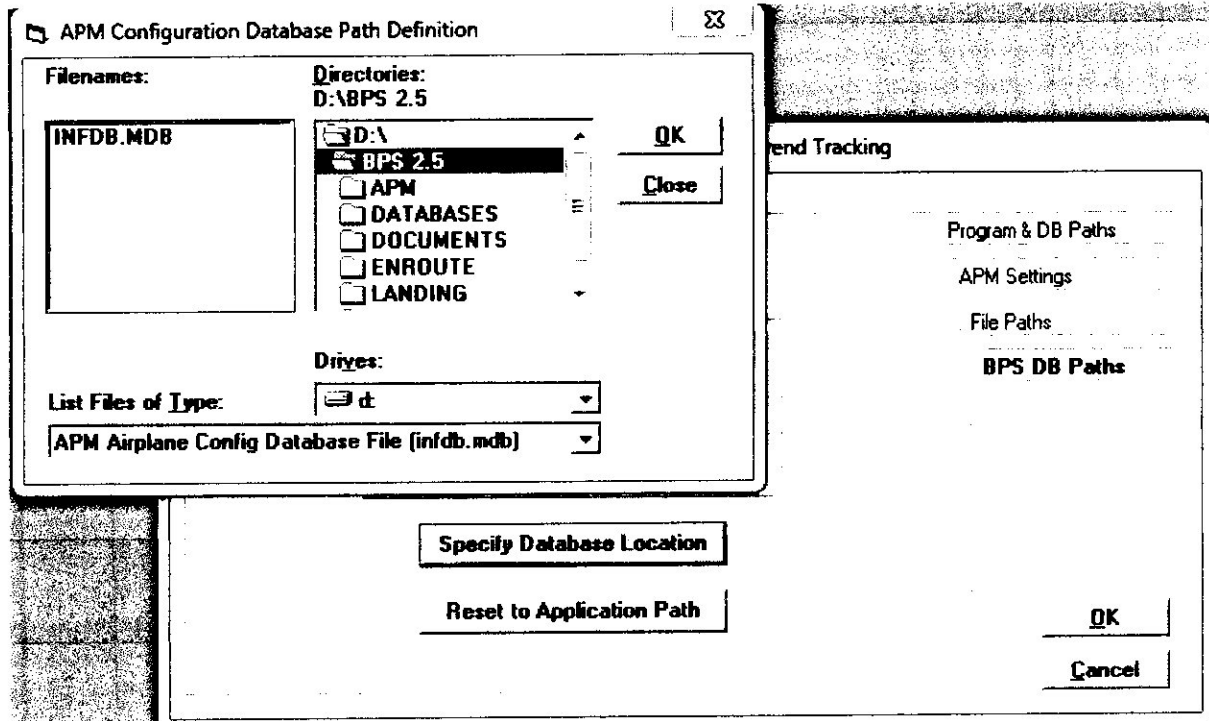 APM Configuration Database Path Definition
Filenames:
Directories:
D:\BPS 2.5
INFDB.MDB
D:\
BPS 2.5
APM
DATABASES
DOCUMENTS
ENROUTE
LANDING
OK
Close
Drives:
d:
List Files of Type:
APM Airplane Config Database File (infdb.mdb)
Tracking
Program & DB Paths
APM Settings
File Paths
BPS DB Paths
Specify Database Location
Reset to Application Path
OK
Cancel